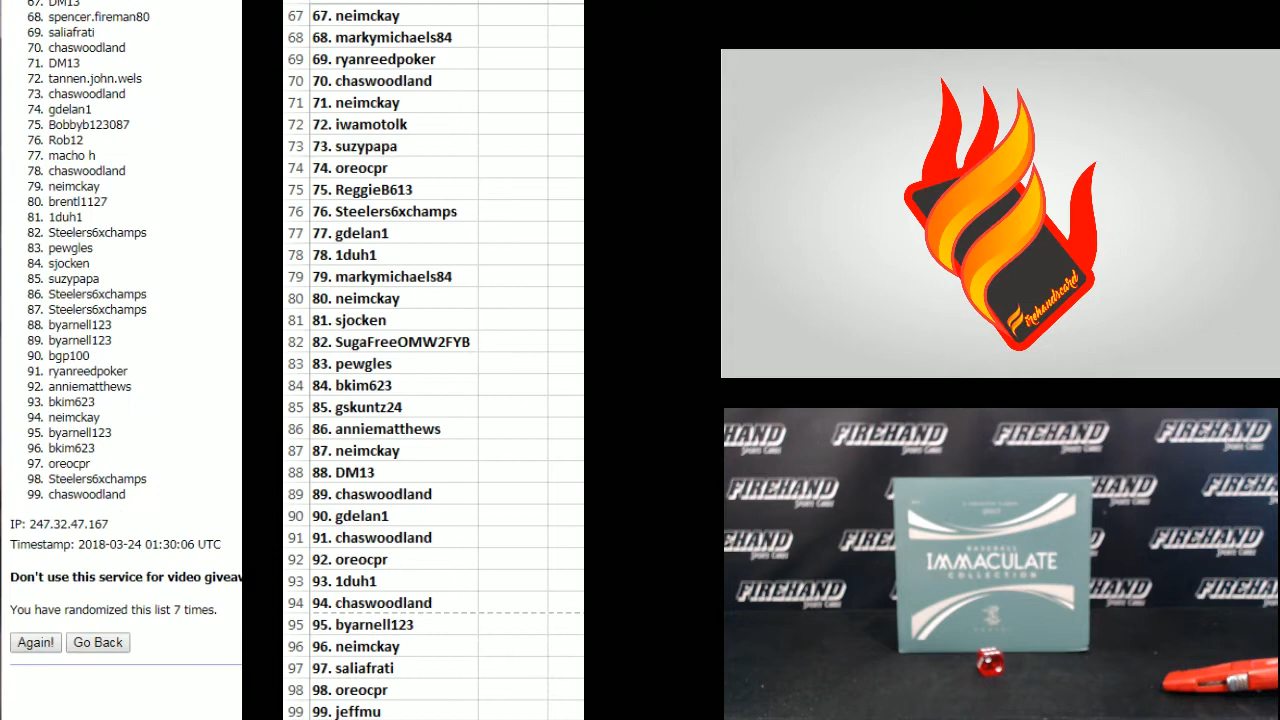 67. DM13
68. spencer.fireman80
69. saliafrati
70. chaswoodland
71. DM13
72. tannen.john.wels
73. chaswoodland
74. gdelan1
75. Bobbyb123087
76. Rob12
77. macho h
78. chaswoodland
79. neimckay
80. brentl1127
81. 1duh1
82. Steelers6xchamps
83. pewgles
84. sjocken
85. suzypapa
86. Steelers6xchamps
87. Steelers6xchamps
88. byarnell123
89. byarnell123
90. bgp100
91. ryanreedpoker
92. anniematthews
93. bkim623
94. neimckay
95. byarnell123
96. bkim623
97. oreocpr
98. Steelers6xchamps
99. chaswoodland
IP: 247.32.47.167
Timestamp: 2018-03-24 01:30:06 UTC
Don't use this service for video giveav
You have randomized this list 7 times.
Again! Go Back
67 67. neimckay
68 68. markymichaels84
69 69. ryanreedpoker
70 70. chaswoodland
71 71. neimckay
72 72. iwamotolk
73 73. suzypapa
74 74. oreocpr
75 75. ReggieB613
76 76. Steelers6xchamps
77 77. gdelan1
78 78. 1duh1
79 79. markymichaels84
80 80. neimckay
81 81. sjocken
82 82. SugaFreeOMW2FYB
83 83. pewgles
84 84. bkim623
85 85. gskuntz24
86 86. anniematthews
87 87. neimckay
88 88. DM13
89 89. chaswoodland
90 90. gdelan1
91 91. chaswoodland
92 92. oreocpr
93 93. 1duh1
94 94. chaswoodland
95 95. byarnell123
96 96. neimckay
97 97. saliafrati
98 98. oreocpr
99 99. jeffmu
Firehandscard
FIREHAND
BASEBALL
IMMACULATE
COLLECTION